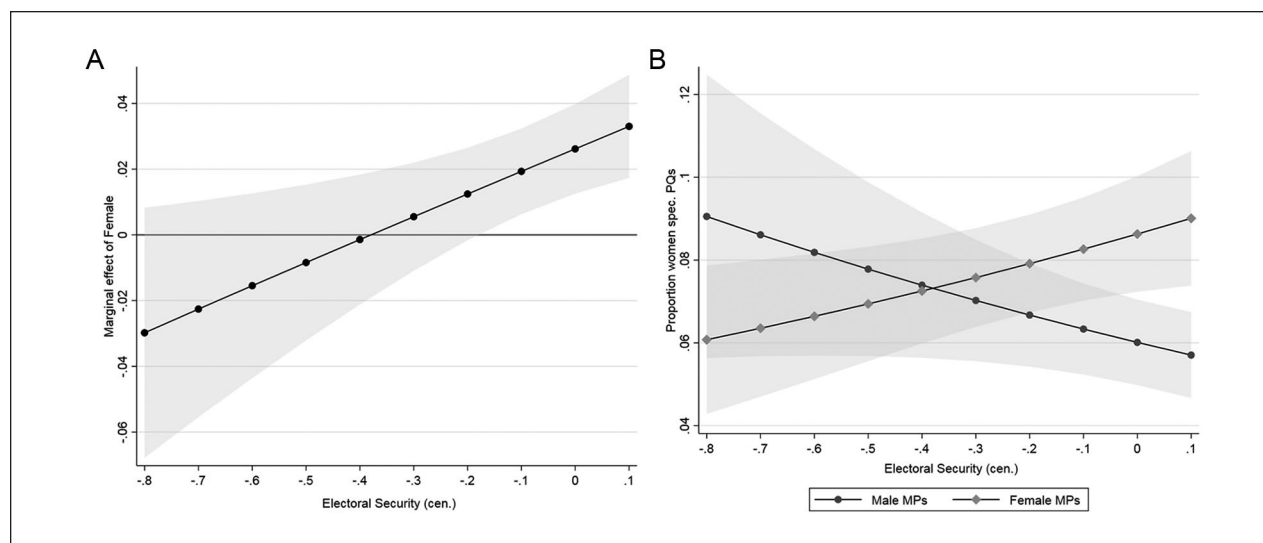 A
Marginal effect of Female
.04
.02
0
-.02
-.04
-.06
-.8 -.7 -.6 -.5 -.4 -.3 -.2 -.1 0 .1
Electoral Security (cen.)
B
Proportion women spec. PQs
.12
.1
.08
.06
.04
-.8 -.7 -.6 -.5 -.4 -.3 -.2 -.1 0 .1
Electoral Security (cen.)
Male MPs Female MPs